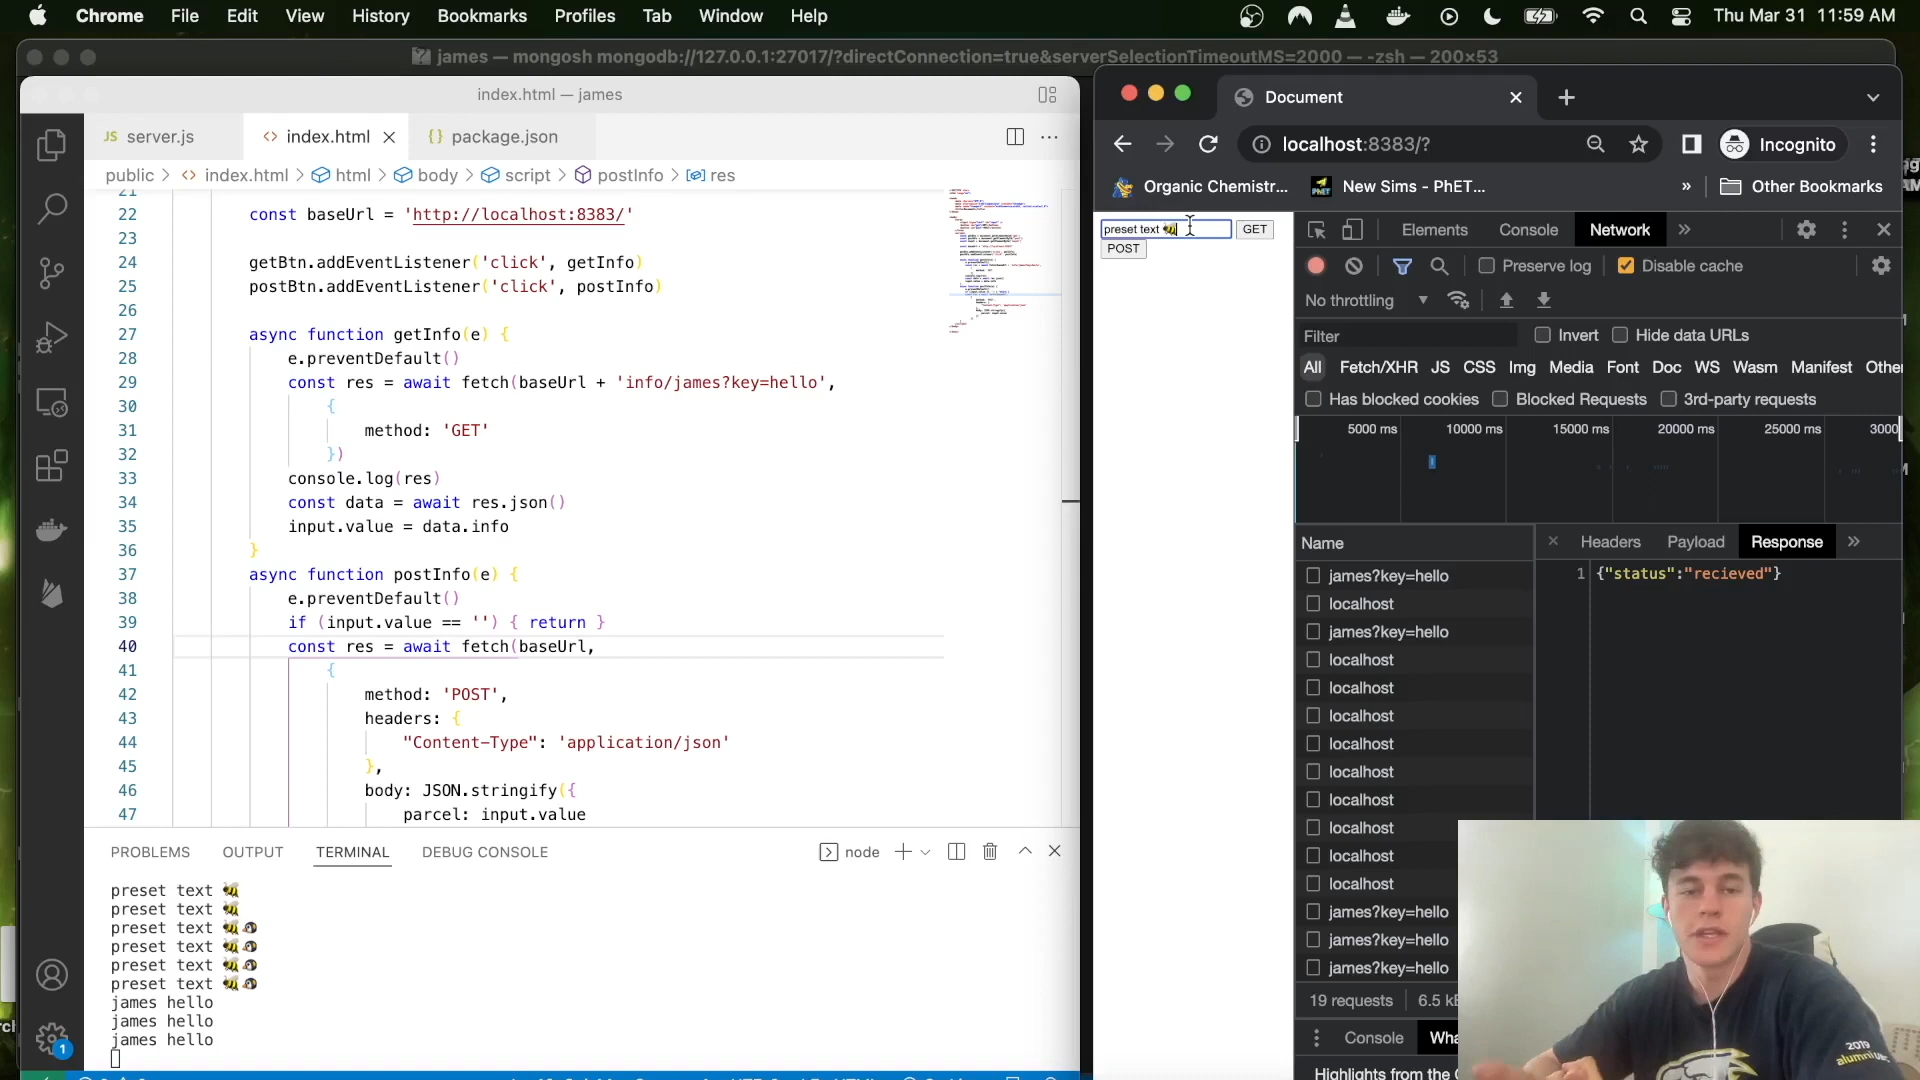 Chrome File Edit View History Bookmarks Profiles Tab Window Help Thu Mar 31 11:59 AM
james — mongosh mongodb://127.0.0.1:27017/?directConnection=true&serverSelectionTimeoutMS=2000 — -zsh — 200×53
index.html — james
JS server.js <> index.html {} package.json
public > <> index.html > html > body > script > postInfo > res
21
22 const baseUrl = 'http://localhost:8383/'
23
24 getBtn.addEventListener('click', getInfo)
25 postBtn.addEventListener('click', postInfo)
26
27 async function getInfo(e) {
28 e.preventDefault()
29 const res = await fetch(baseUrl + 'info/james?key=hello',
30 {
31 method: 'GET'
32 })
33 console.log(res)
34 const data = await res.json()
35 input.value = data.info
36 }
37 async function postInfo(e) {
38 e.preventDefault()
39 if (input.value == '') { return }
40 const res = await fetch(baseUrl,
41 {
42 method: 'POST',
43 headers: {
44 "Content-Type": 'application/json'
45 },
46 body: JSON.stringify({
47 parcel: input.value
PROBLEMS OUTPUT TERMINAL DEBUG CONSOLE node
preset text 🐝
preset text 🐝
preset text 🐝🐧
preset text 🐝🐧
preset text 🐝🐧
preset text 🐝🐧
james hello
james hello
james hello
1
Document
localhost:8383/? Incognito
Organic Chemistr... New Sims - PhET... » Other Bookmarks
preset text 🐝 GET
POST
Elements Console Network »
Preserve log Disable cache
No throttling
Filter Invert Hide data URLs
All Fetch/XHR JS CSS Img Media Font Doc WS Wasm Manifest Other
Has blocked cookies Blocked Requests 3rd-party requests
5000 ms 10000 ms 15000 ms 20000 ms 25000 ms 3000
Name
james?key=hello
localhost
james?key=hello
localhost
localhost
localhost
localhost
localhost
localhost
localhost
localhost
localhost
james?key=hello
james?key=hello
james?key=hello
19 requests 6.5 k
Console
Highlights from the
Headers Payload Response »
1 {"status":"recieved"}
2019
alumni UBC